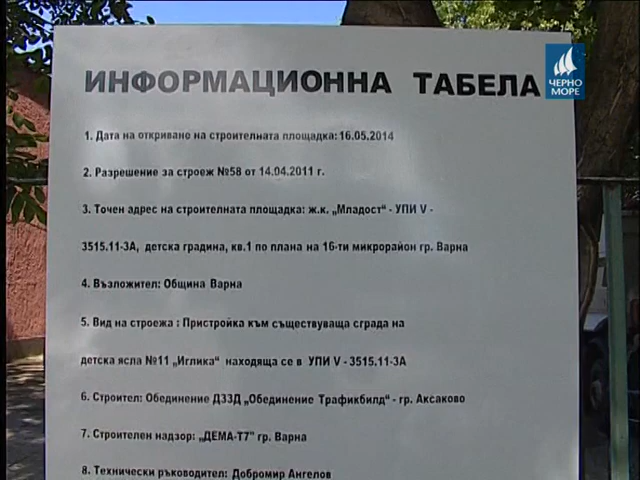 ЧЕРНО
МОРЕ
ИНФОРМАЦИОННА ТАБЕЛА
1. Дата на откриване на строителната площадка: 16.05.2014
2. Разрешение за строеж №58 от 14.04.2011 г.
3. Точен адрес на строителната площадка: ж.к. „Младост“ - УПИ V -
3515.11-3А, детска градина, кв.1 по плана на 16-ти микрорайон гр. Варна
4. Възложител: Община Варна
5. Вид на строежа : Пристройка към съществуваща сграда на
детска ясла №11 „Иглика“ находяща се в УПИ V - 3515.11-3А
6. Строител: Обединение ДЗЗД „Обединение Трафикбилд“ - гр. Аксаково
7. Строителен надзор: „ДЕМА-Т7" гр. Варна
8. Технически ръководител: Добромир Ангелов